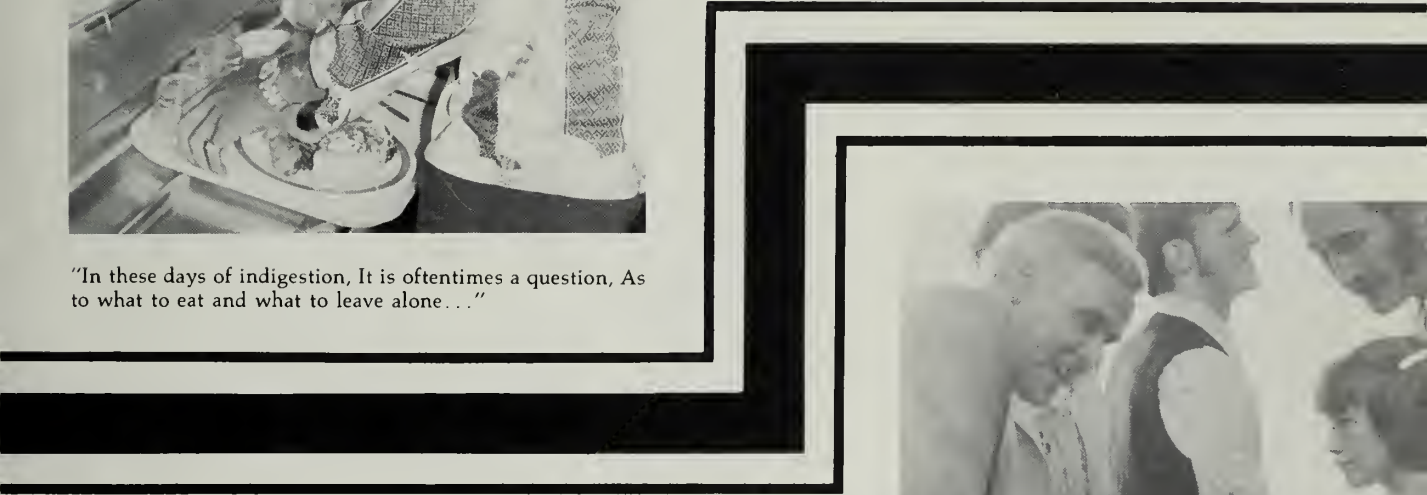 "In these days of indigestion, It is oftentimes a question, As
to what to eat and what to leave alone. . ."